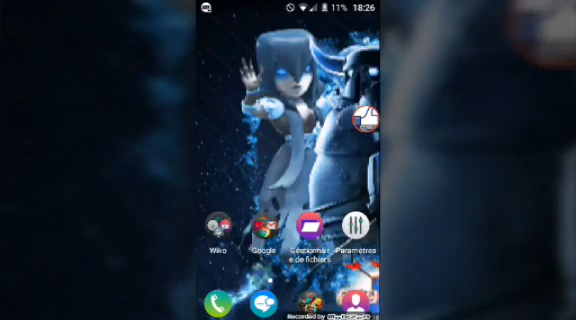 11% 18:26
Wiko
Google
Gestionnair
e de fichiers
Paramètres
Recorded by